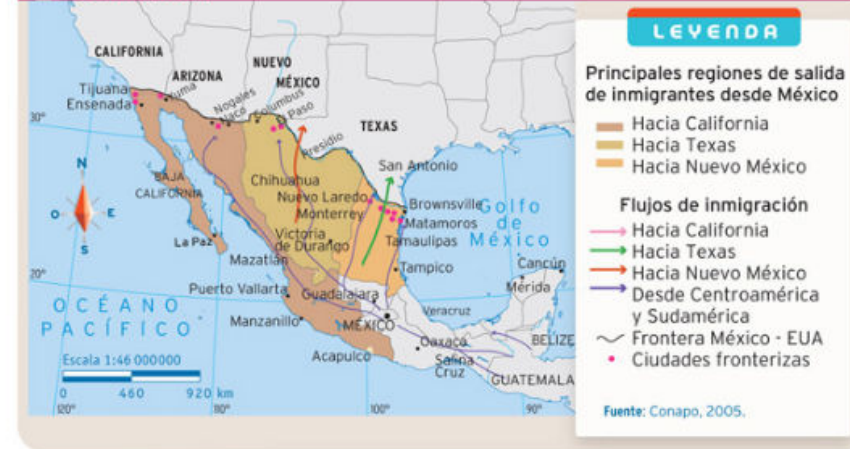 CALIFORNIA
ARIZONA
NUEVO
MÉXICO
TEXAS
Tijuana
Ensenada
Yuma
Nogales
Naco
Columbus
El Paso
Presidio
30°
N
O
E
S
BAJA
CALIFORNIA
Chihuahua
San Antonio
Nuevo Laredo
Monterrey
Brownsville
Matamoros
Golfo
de
México
La Paz
Victoria
de Durango
Tamaulipas
Mazatlán
20°
Tampico
Cancún
Mérida
Puerto Vallarta
Guadalajara
OCÉANO
PACÍFICO
Manzanillo
MÉXICO
Veracruz
Oaxaca
BELIZE
Acapulco
Salina
Cruz
GUATEMALA
Escala 1:46 000000
0 460 920 km
100°
90°
LEYENDA
Principales regiones de salida
de inmigrantes desde México
Hacia California
Hacia Texas
Hacia Nuevo México
Flujos de inmigración
Hacia California
Hacia Texas
Hacia Nuevo México
Desde Centroamérica
y Sudamérica
Frontera México - EUA
Ciudades fronterizas
Fuente: Conapo, 2005.